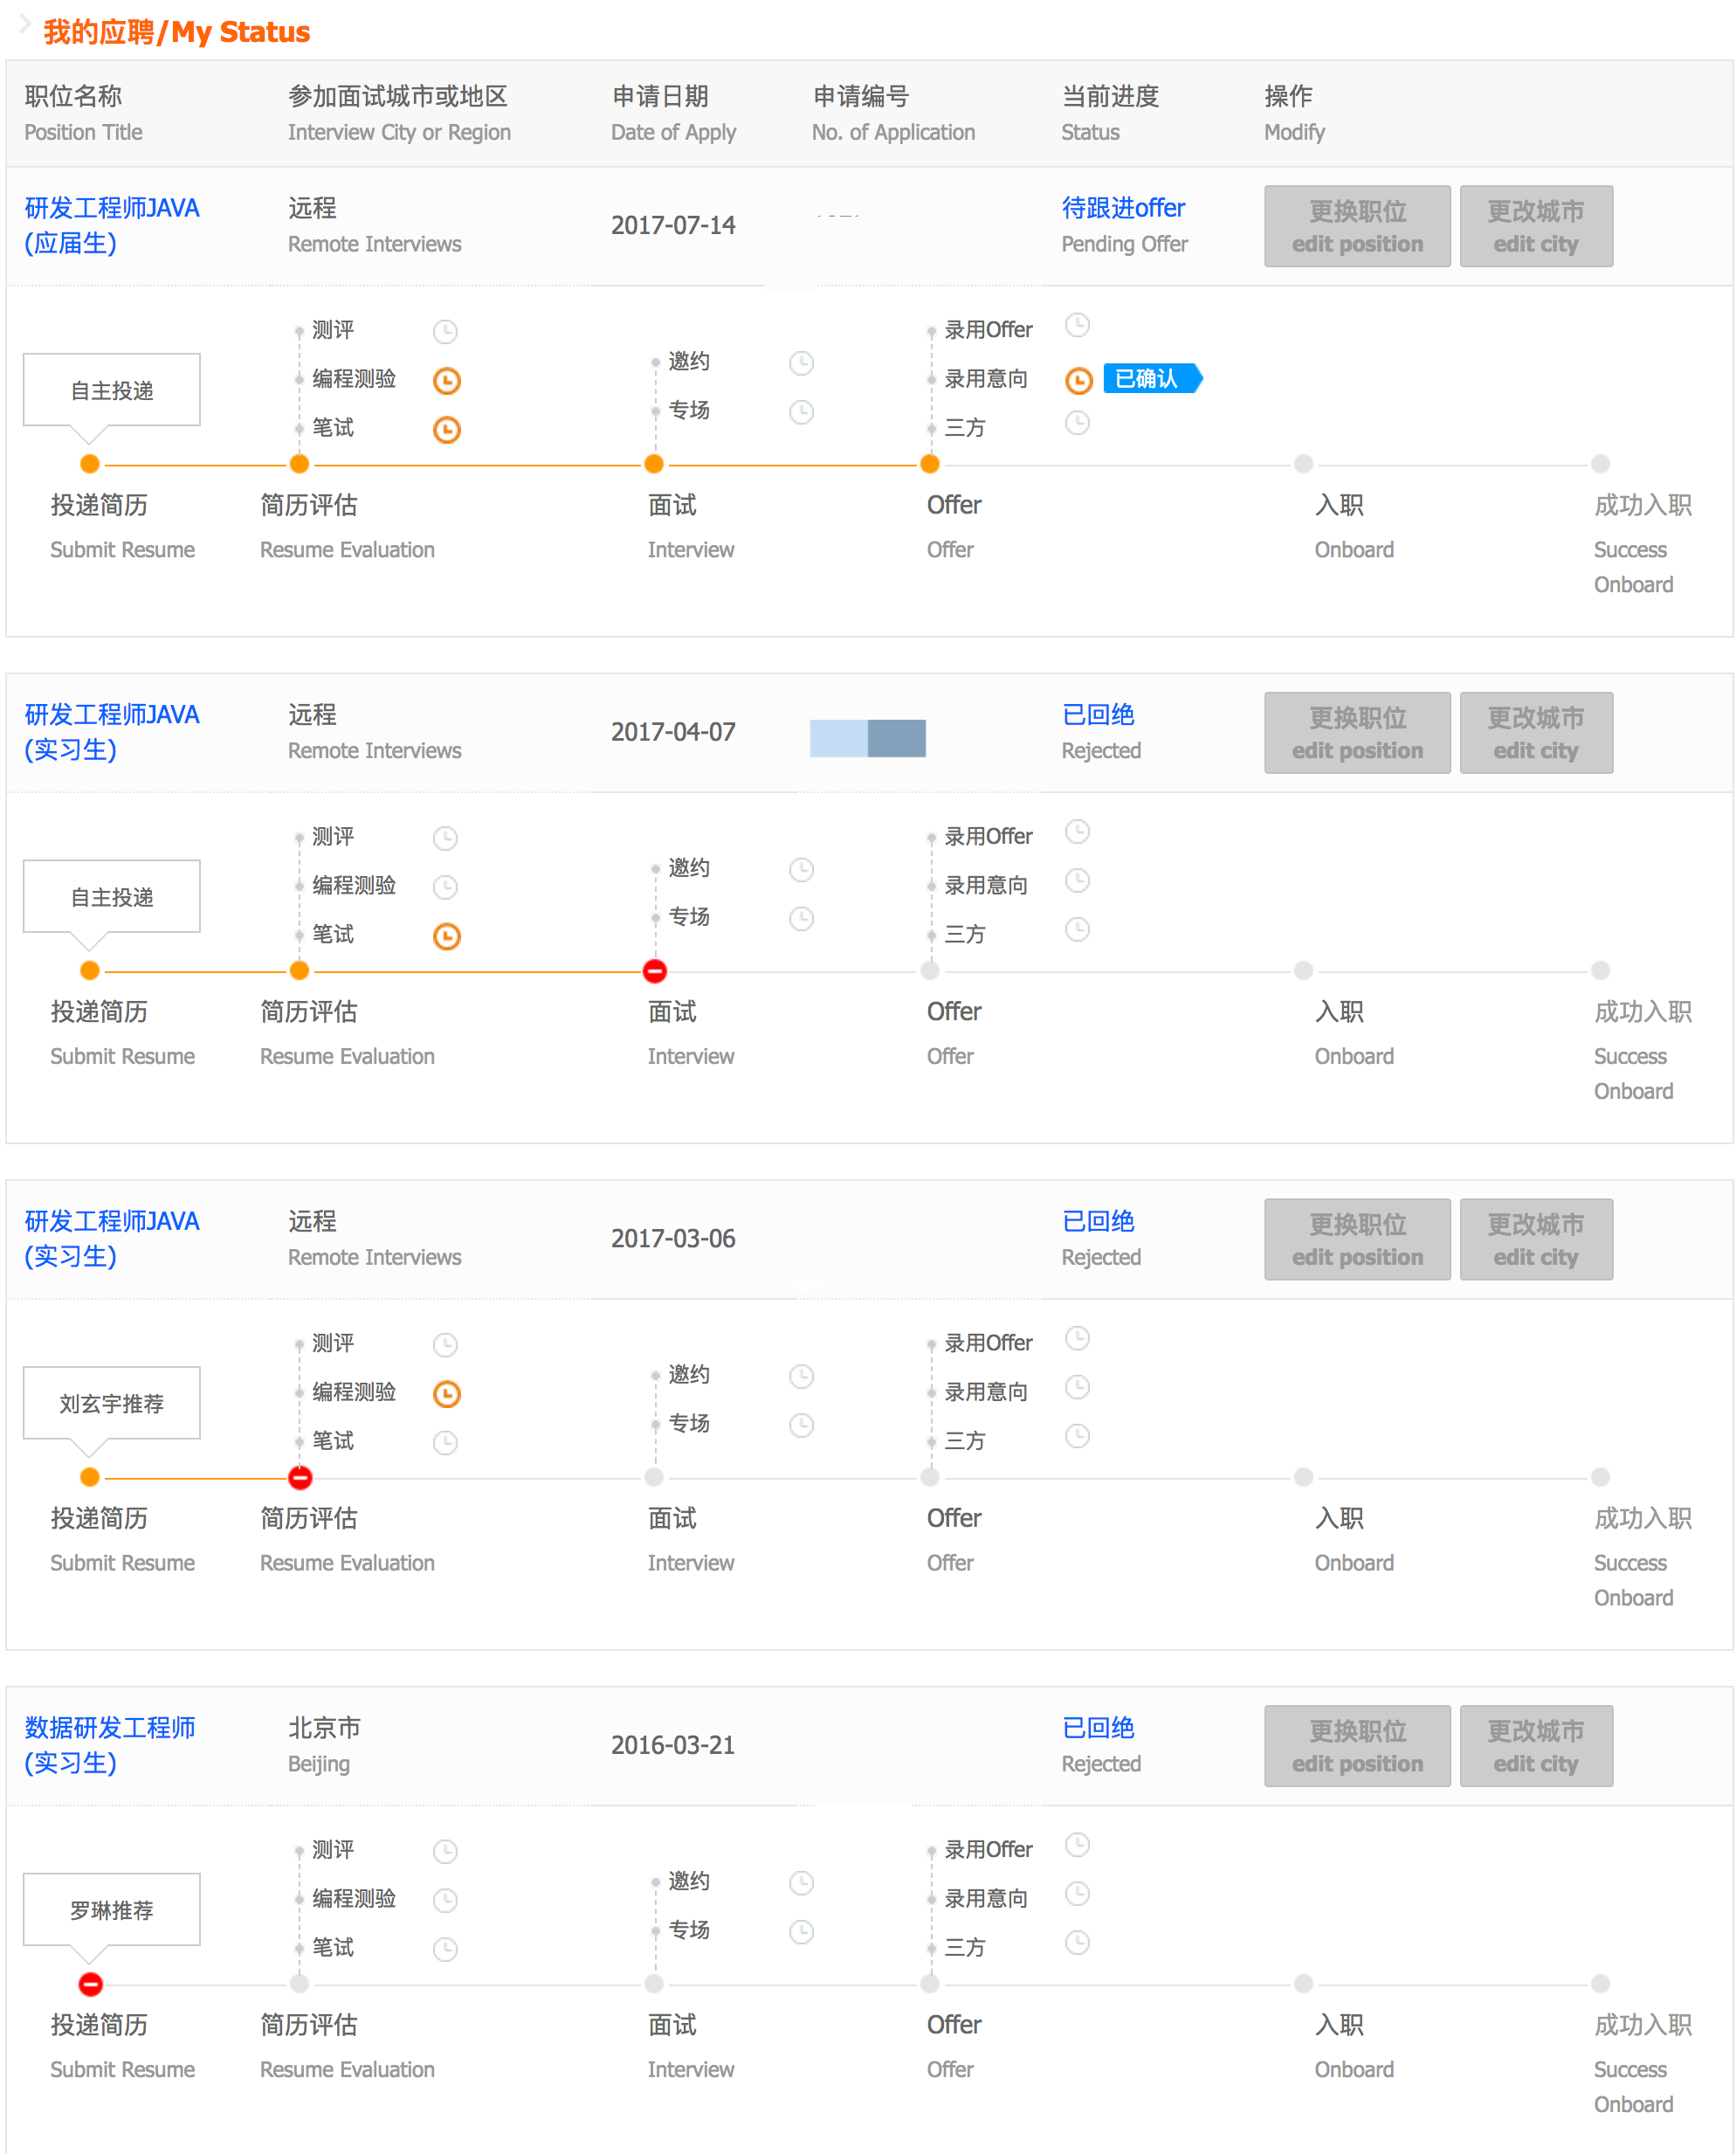 我的应聘/My Status
职位名称 参加面试城市或地区 申请日期 申请编号 当前进度 操作
Position Title Interview City or Region Date of Apply No. of Application Status Modify
研发工程师JAVA 远程 待跟进offer 更换职位 更改城市
2017-07-14
(应届生) Remote Interviews Pending Offer edit position edit city
测评 录用Offer
邀约
自主投递 编程测验 录用意向 已确认
专场
笔试 三方
投递简历 简历评估 面试 Offer 入职 成功入职
Submit Resume Resume Evaluation Interview Offer Onboard Success
Onboard
研发工程师JAVA 远程 已回绝 更换职位 更改城市
2017-04-07
(实习生) Remote Interviews Rejected edit position edit city
测评 录用Offer
邀约
自主投递 编程测验 录用意向
专场
笔试 三方
投递简历 简历评估 面试 Offer 入职 成功入职
Submit Resume Resume Evaluation Interview Offer Onboard Success
Onboard
研发工程师JAVA 远程 已回绝 更换职位 更改城市
2017-03-06
(实习生) Remote Interviews Rejected edit position edit city
测评 录用Offer
邀约
刘玄宇推荐 编程测验 录用意向
专场
笔试 三方
投递简历 简历评估 面试 Offer 入职 成功入职
Submit Resume Resume Evaluation Interview Offer Onboard Success
Onboard
数据研发工程师 北京市 已回绝 更换职位 更改城市
2016-03-21
(实习生) Beijing Rejected edit position edit city
测评 录用Offer
邀约
罗琳推荐 编程测验 录用意向
专场
笔试 三方
投递简历 简历评估 面试 Offer 入职 成功入职
Submit Resume Resume Evaluation Interview Offer Onboard Success
Onboard